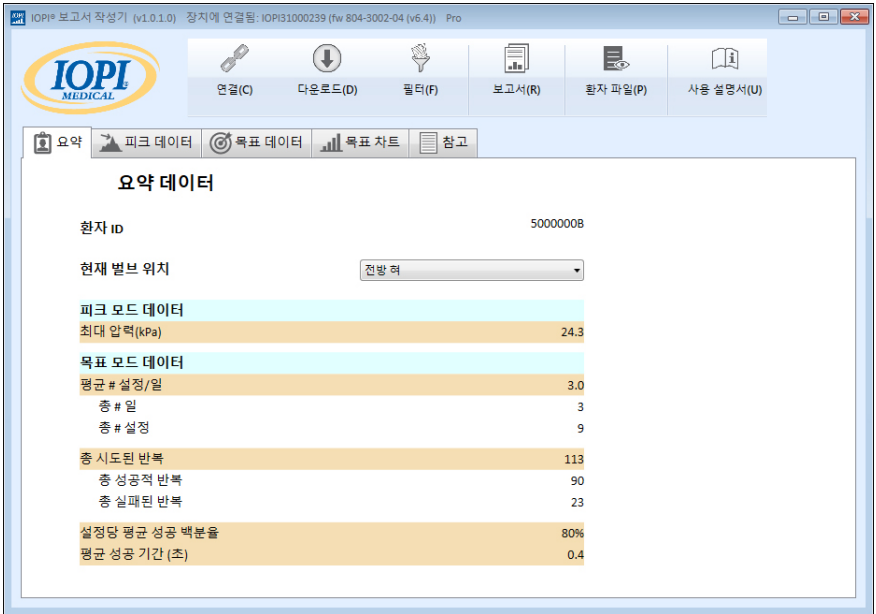 IOPI® 보고서 작성기 (v1.0.1.0) 장치에 연결됨: IOPI31000239 (fw 804-3002-04 (v6.4)) Pro
IOPI
MEDICAL
연결(C) 다운로드(D) 필터(F) 보고서(R) 환자 파일(P) 사용 설명서(U)
요약 피크 데이터 목표 데이터 목표 차트 참고
요약 데이터
환자 ID 5000000B
현재 벌브 위치 전방 혀
피크 모드 데이터
최대 압력(kPa) 24.3
목표 모드 데이터
평균 # 설정/일 3.0
총 # 일 3
총 # 설정 9
총 시도된 반복 113
총 성공적 반복 90
총 실패된 반복 23
설정당 평균 성공 백분율 80%
평균 성공 기간 (초) 0.4